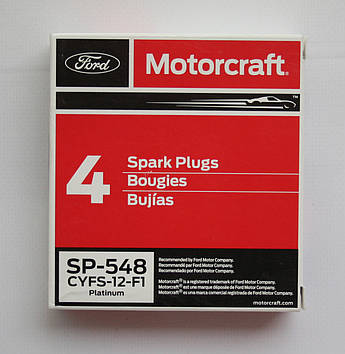 Ford
Motorcraft®
™
4
Spark Plugs
Bougies
Bujías
SP-548
CYFS-12-F1
Platinum
Recommended by Ford Motor Company.
Recommandé par Ford Motor Company.
Recomendado por Ford Motor Company.
Motorcraft® is a registered trademark of Ford Motor Company.
Motorcraft® est une marque déposée de Ford Motor Company.
Motorcraft® es una marca comercial registrada de Ford Motor Company.
motorcraft.com